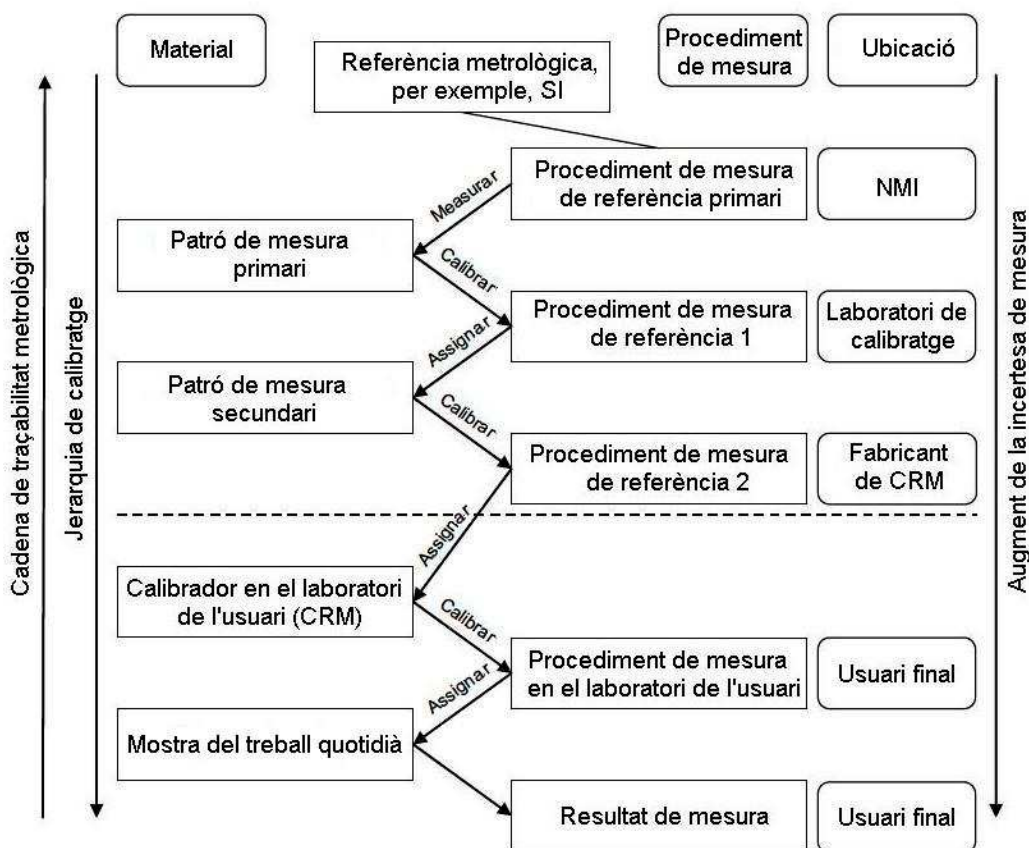 Material
Procediment
de mesura
Ubicació
Referència metrològica,
per exemple, SI
Procediment de mesura
de referència primari
NMI
Measurar
Patró de mesura
primari
Calibrar
Procediment de mesura
de referència 1
Laboratori de
calibratge
Assignar
Patró de mesura
secundari
Calibrar
Procediment de mesura
de referència 2
Fabricant
de CRM
Assignar
Calibrador en el laboratori
de l'usuari (CRM)
Calibrar
Procediment de mesura
en el laboratori de l'usuari
Usuari final
Assignar
Mostra del treball quotidià
Resultat de mesura
Usuari final
Cadena de traçabilitat metrològica
Jerarquia de calibratge
Augment de la incertesa de mesura